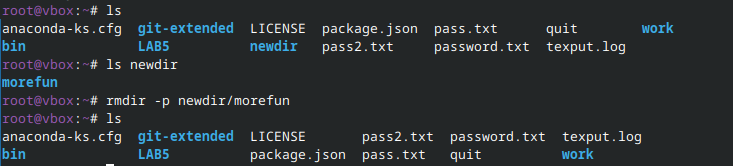 root@vbox:~# ls
anaconda-ks.cfg  git-extended  LICENSE  package.json  pass.txt      quit        work
bin              LAB5          newdir   pass2.txt     password.txt  texput.log
root@vbox:~# ls newdir
morefun
root@vbox:~# rmdir -p newdir/morefun
root@vbox:~# ls
anaconda-ks.cfg  git-extended  LICENSE       pass2.txt  password.txt  texput.log
bin              LAB5          package.json  pass.txt   quit          work